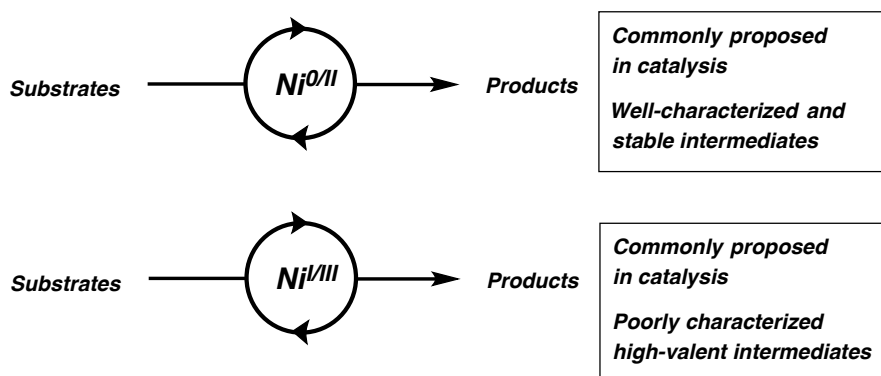 Substrates
Ni0/II
Products
Commonly proposed
in catalysis
Well-characterized and
stable intermediates
Substrates
NiI/III
Products
Commonly proposed
in catalysis
Poorly characterized
high-valent intermediates